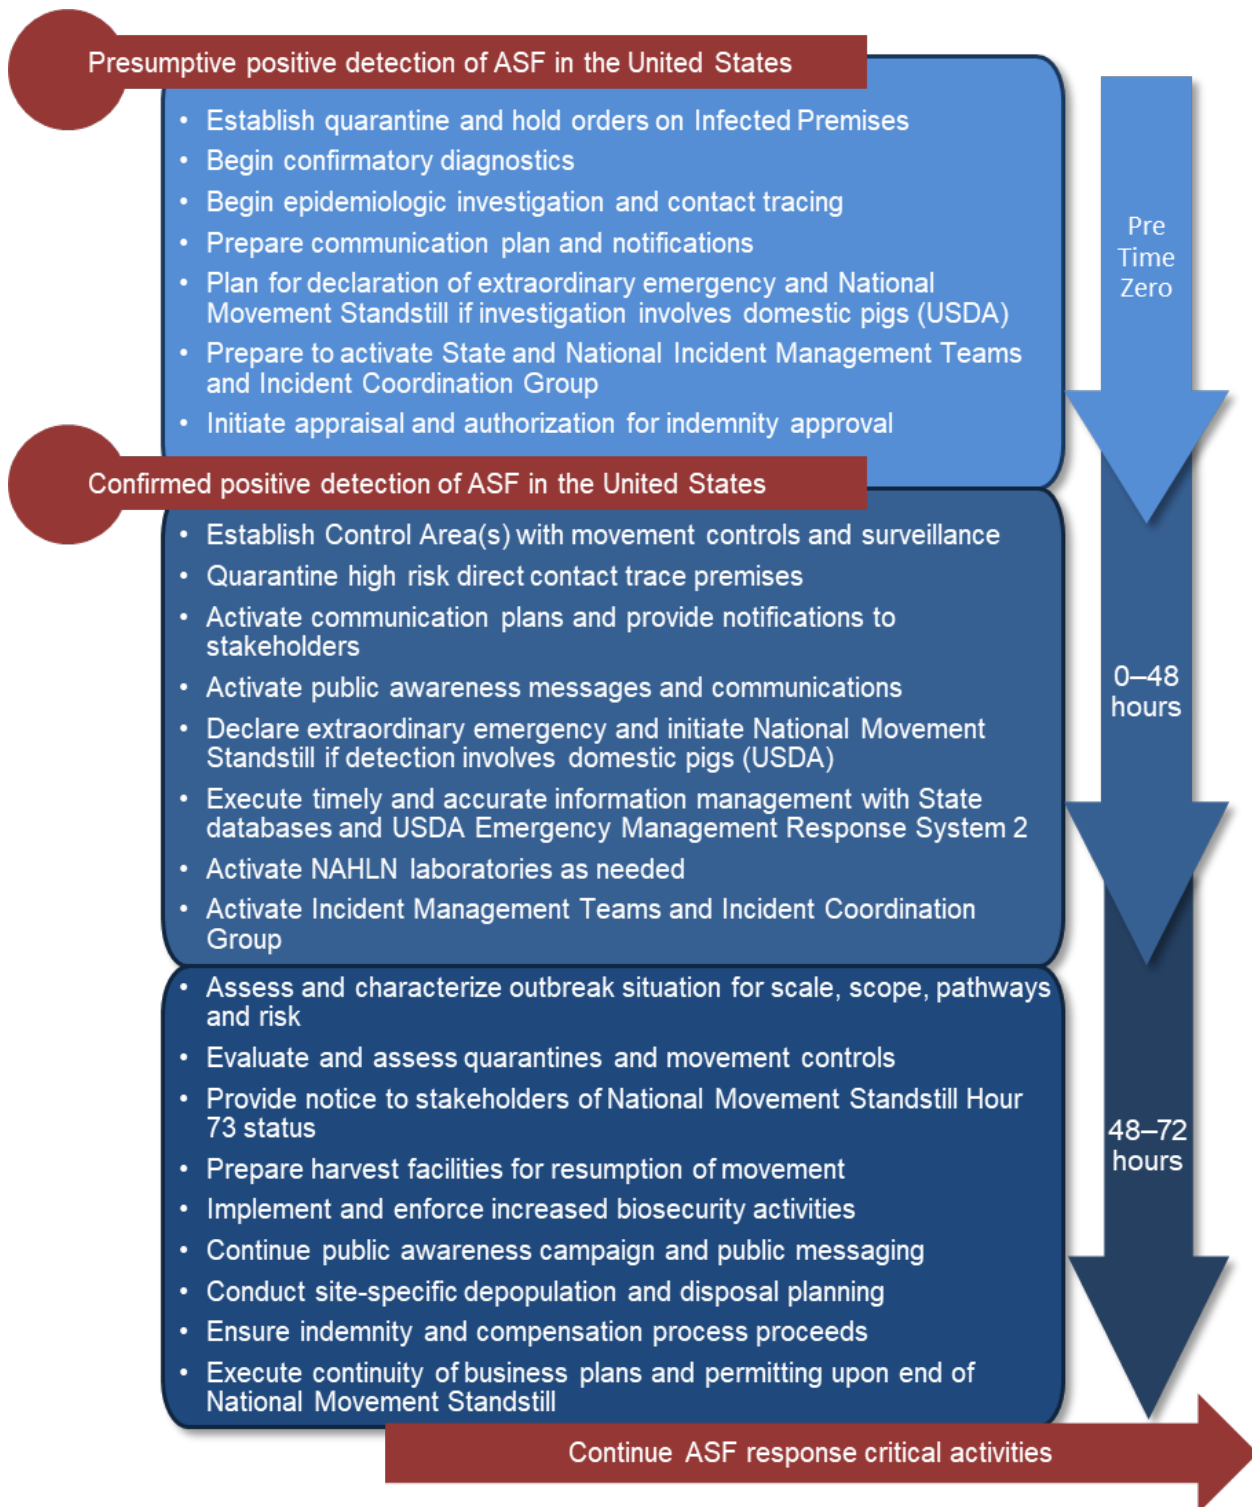 Presumptive positive detection of ASF in the United States
• Establish quarantine and hold orders on Infected Premises
• Begin confirmatory diagnostics
• Begin epidemiologic investigation and contact tracing
• Prepare communication plan and notifications
• Plan for declaration of extraordinary emergency and National
Movement Standstill if investigation involves domestic pigs (USDA)
• Prepare to activate State and National Incident Management Teams
and Incident Coordination Group
• Initiate appraisal and authorization for indemnity approval
Pre
Time
Zero
Confirmed positive detection of ASF in the United States
• Establish Control Area(s) with movement controls and surveillance
• Quarantine high risk direct contact trace premises
• Activate communication plans and provide notifications to
stakeholders
• Activate public awareness messages and communications
• Declare extraordinary emergency and initiate National Movement
Standstill if detection involves domestic pigs (USDA)
• Execute timely and accurate information management with State
databases and USDA Emergency Management Response System 2
• Activate NAHLN laboratories as needed
• Activate Incident Management Teams and Incident Coordination
Group
0–48
hours
• Assess and characterize outbreak situation for scale, scope, pathways
and risk
• Evaluate and assess quarantines and movement controls
• Provide notice to stakeholders of National Movement Standstill Hour
73 status
• Prepare harvest facilities for resumption of movement
• Implement and enforce increased biosecurity activities
• Continue public awareness campaign and public messaging
• Conduct site-specific depopulation and disposal planning
• Ensure indemnity and compensation process proceeds
• Execute continuity of business plans and permitting upon end of
National Movement Standstill
48–72
hours
Continue ASF response critical activities